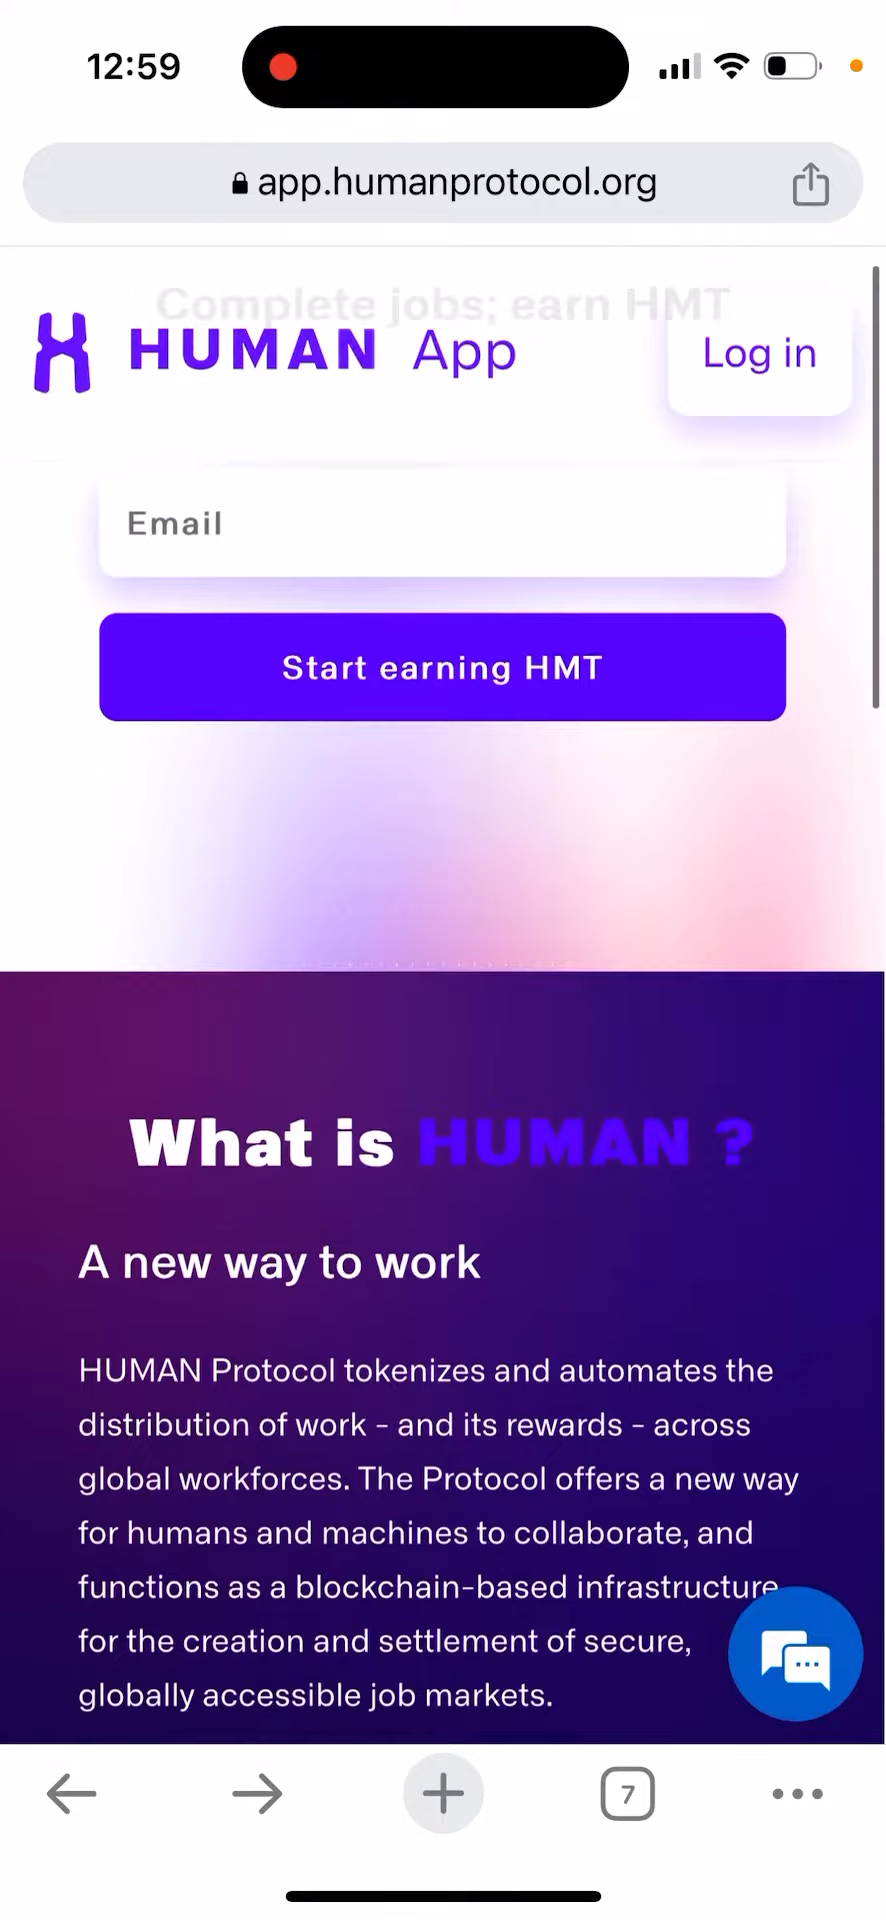 12:59
app.humanprotocol.org
Complete jobs; earn HMT
HUMAN App
Log in
Email
Start earning HMT
What is HUMAN ?
A new way to work
HUMAN Protocol tokenizes and automates the
distribution of work - and its rewards - across
global workforces. The Protocol offers a new way
for humans and machines to collaborate, and
functions as a blockchain-based infrastructure
for the creation and settlement of secure,
globally accessible job markets.
7